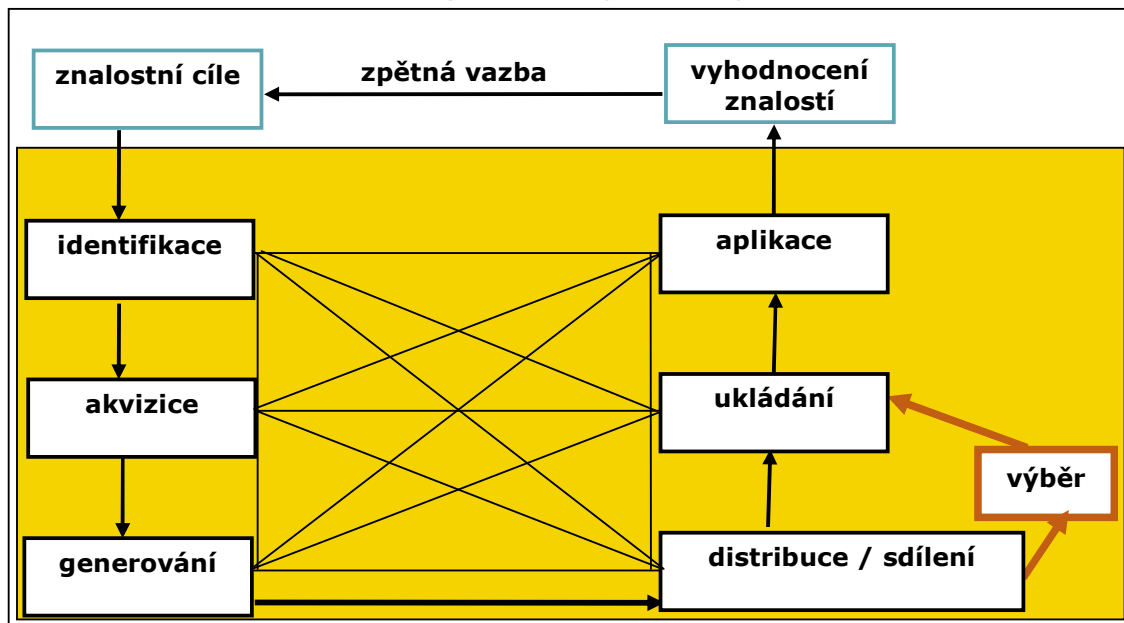 znalostní cíle
zpětná vazba
vyhodnocení
znalostí
identifikace
aplikace
akvizice
ukládání
výběr
generování
distribuce / sdílení